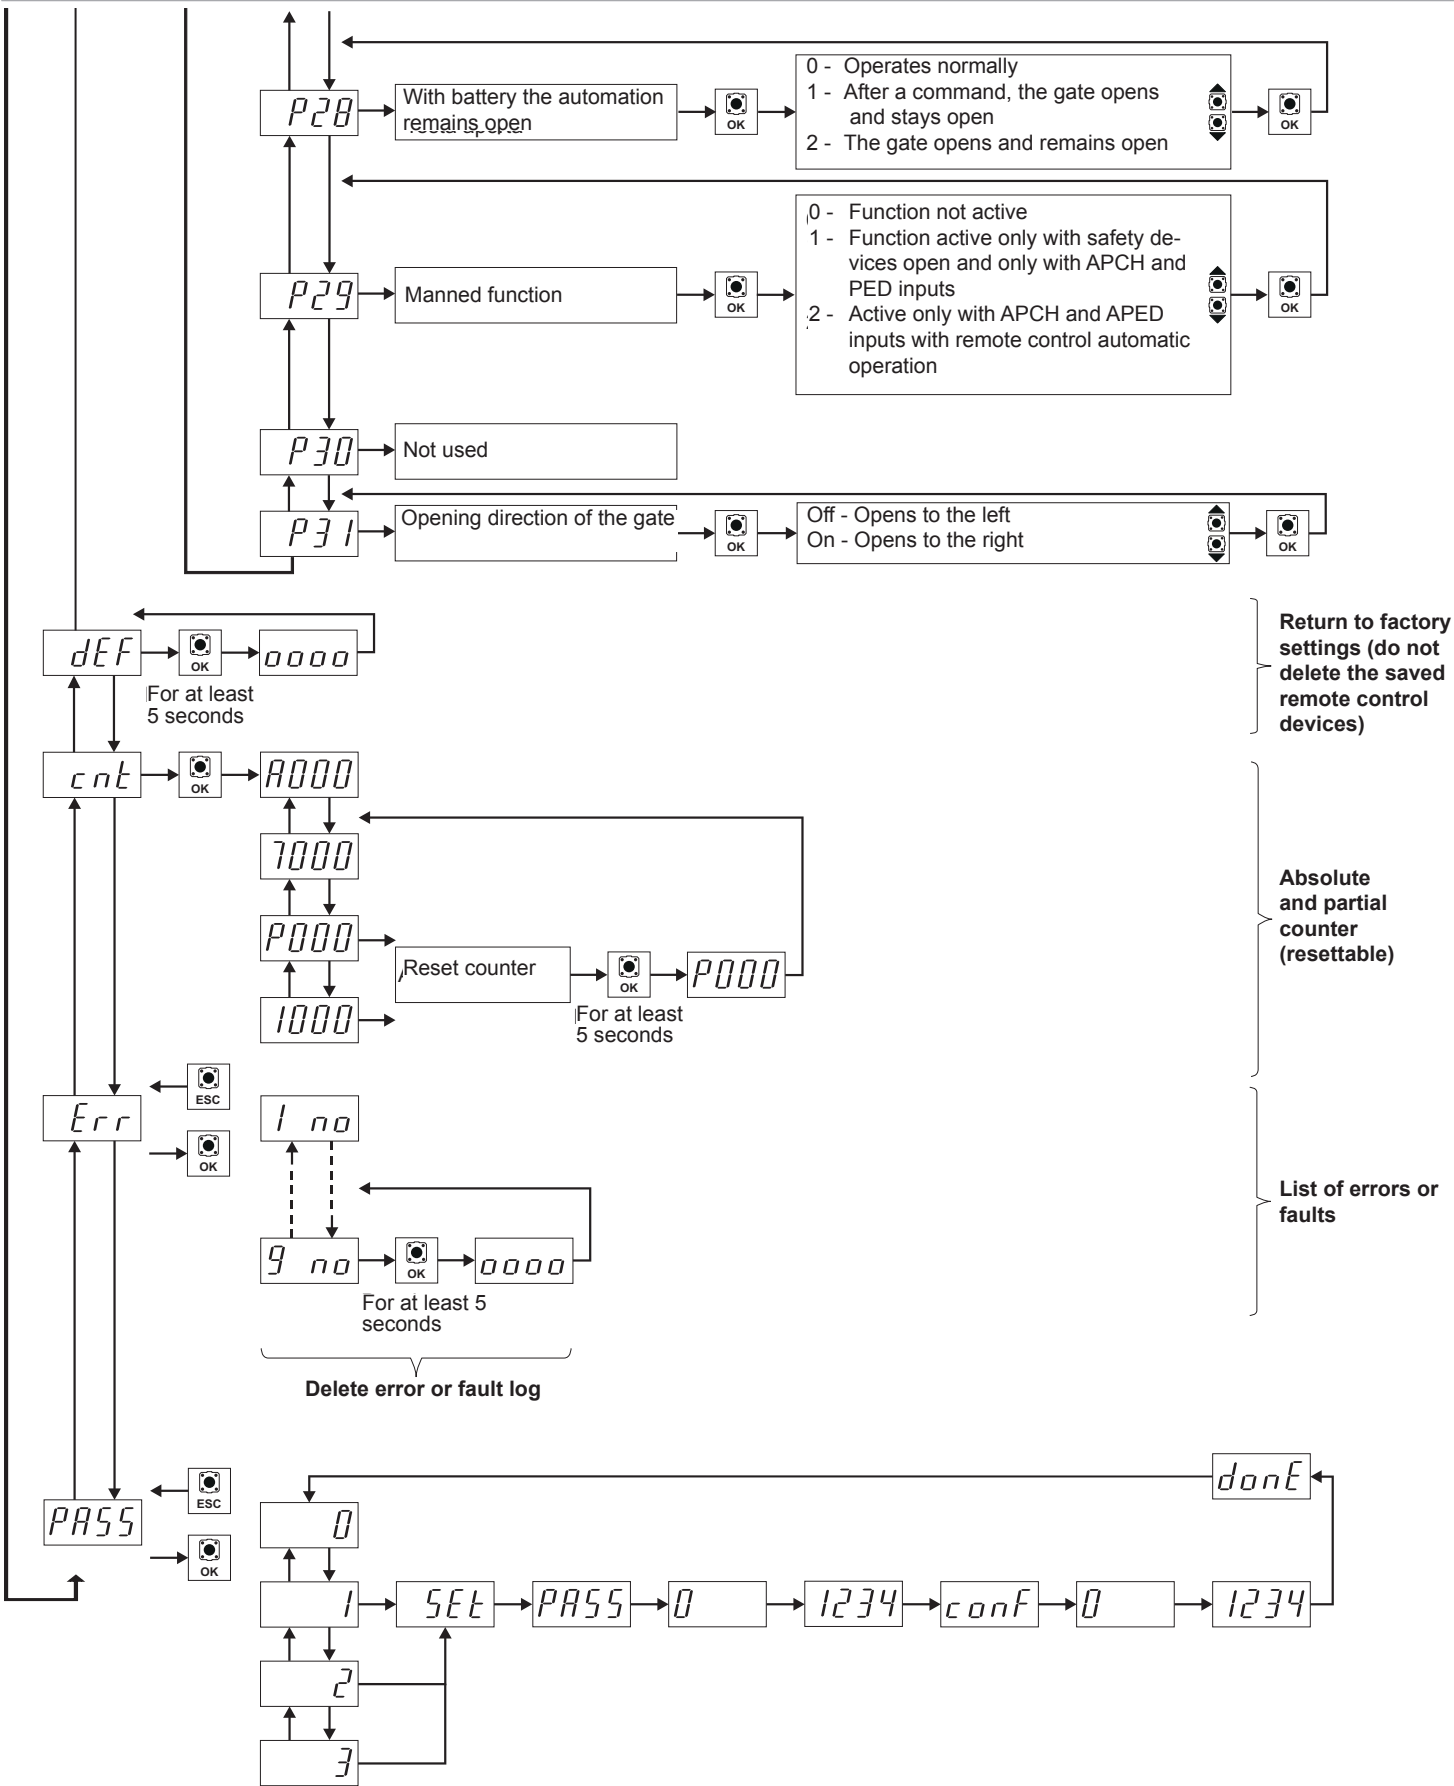 P28
With battery the automation
remains open
OK
0 - Operates normally
1 - After a command, the gate opens
and stays open
2 - The gate opens and remains open
OK
P29
Manned function
OK
0 - Function not active
1 - Function active only with safety de-
vices open and only with APCH and
PED inputs
2 - Active only with APCH and APED
inputs with remote control automatic
operation
OK
P30
Not used
P31
Opening direction of the gate
OK
Off - Opens to the left
On - Opens to the right
OK
dEF
OK
For at least
5 seconds
oooo
Return to factory
settings (do not
delete the saved
remote control
devices)
cnt
OK
A000
7000
P000
1000
Reset counter
OK
For at least
5 seconds
P000
Absolute
and partial
counter
(resettable)
Err
ESC
OK
1 no
9 no
OK
For at least 5
seconds
oooo
List of errors or
faults
Delete error or fault log
PASS
ESC
OK
donE
0
1
SEt
PASS
0
1234
conF
0
1234
2
3